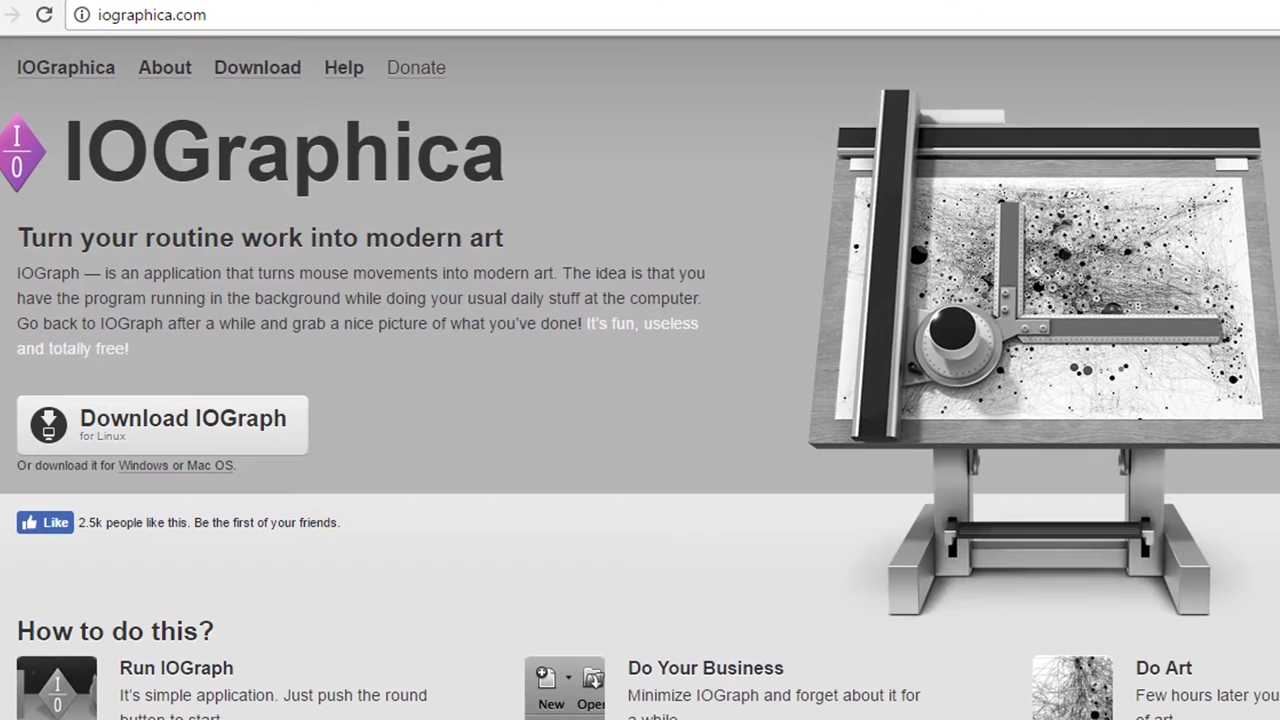 iographica.com
IOGraphica About Download Help Donate
I
O
IOGraphica
Turn your routine work into modern art
IOGraph — is an application that turns mouse movements into modern art. The idea is that you
have the program running in the background while doing your usual daily stuff at the computer.
Go back to IOGraph after a while and grab a nice picture of what you've done! It's fun, useless
and totally free!
Download IOGraph
for Linux
Or download it for Windows or Mac OS.
Like 2.5k people like this. Be the first of your friends.
How to do this?
I
O
Run IOGraph
It's simple application. Just push the round
button to start.
New Open
Do Your Business
Minimize IOGraph and forget about it for
a while.
Do Art
Few hours later you
of art.